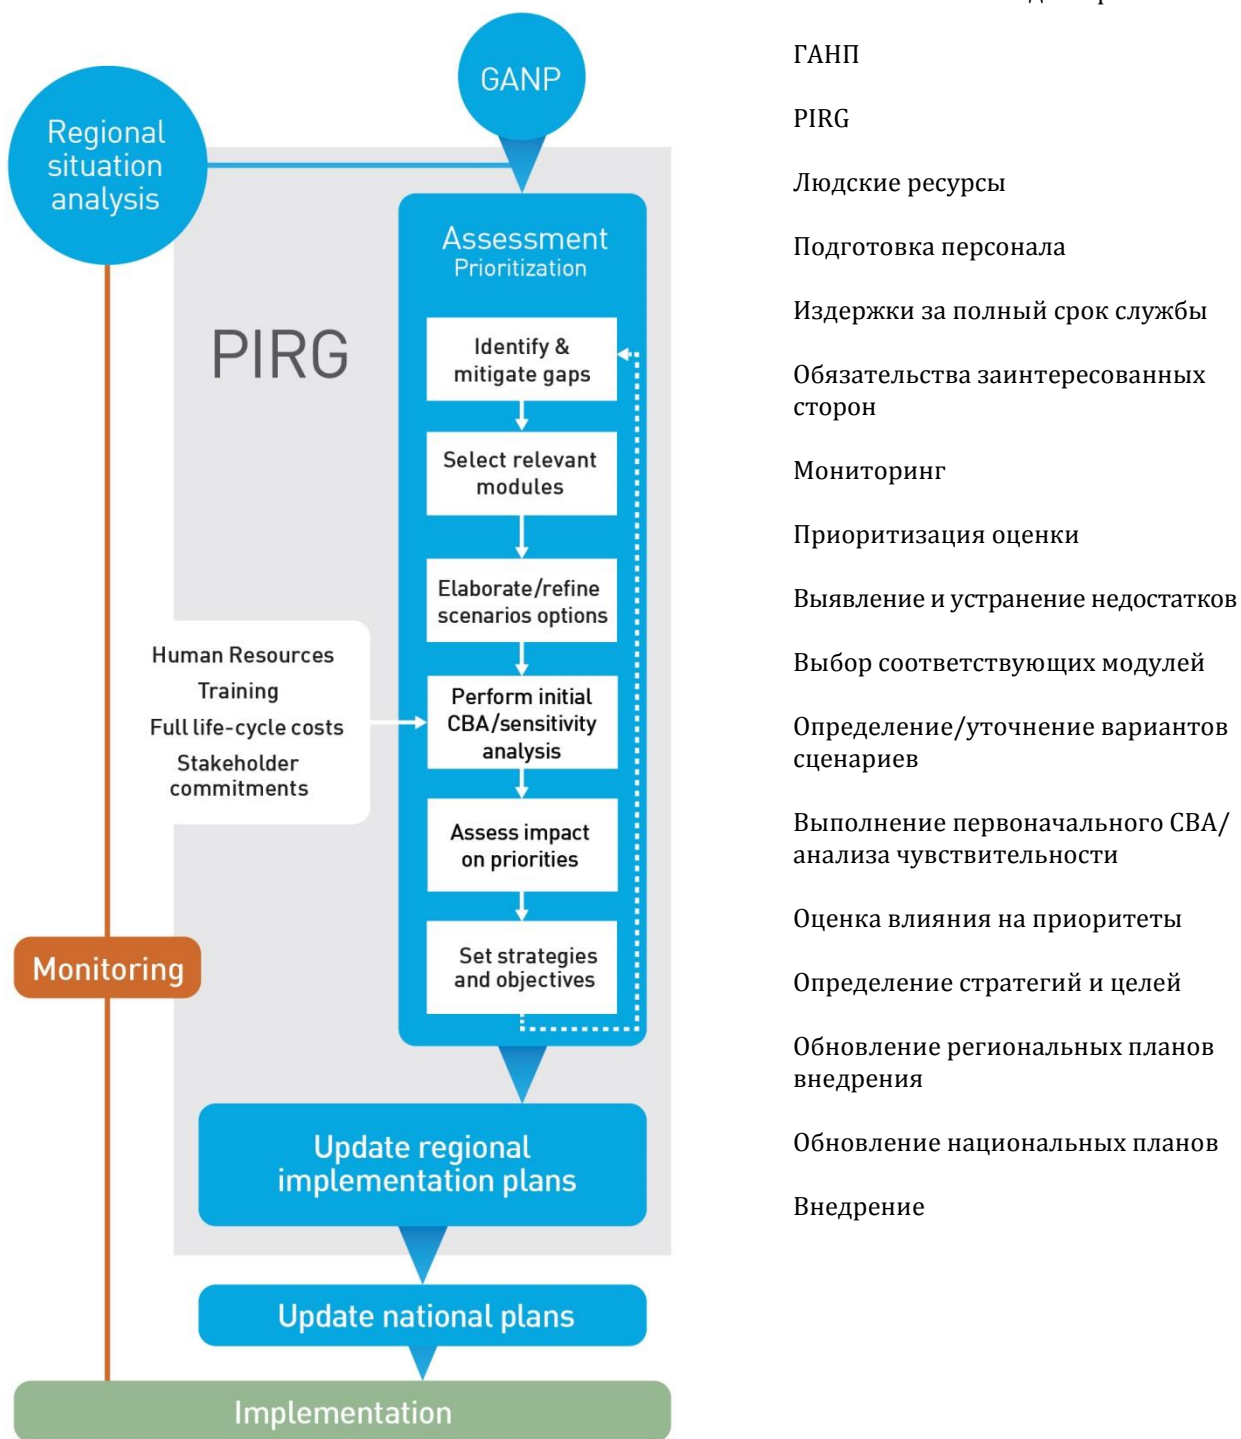 GANP
Regional
situation
analysis
Assessment
Prioritization
PIRG
Identify &
mitigate gaps
Select relevant
modules
Elaborate/refine
scenarios options
Human Resources
Training
Full life-cycle costs
Stakeholder
commitments
Perform initial
CBA/sensitivity
analysis
Assess impact
on priorities
Set strategies
and objectives
Monitoring
Update regional
implementation plans
Update national plans
Implementation
ГАНП
PIRG
Людские ресурсы
Подготовка персонала
Издержки за полный срок службы
Обязательства заинтересованных
сторон
Мониторинг
Приоритизация оценки
Выявление и устранение недостатков
Выбор соответствующих модулей
Определение/уточнение вариантов
сценариев
Выполнение первоначального СВА/
анализа чувствительности
Оценка влияния на приоритеты
Определение стратегий и целей
Обновление региональных планов
внедрения
Обновление национальных планов
Внедрение